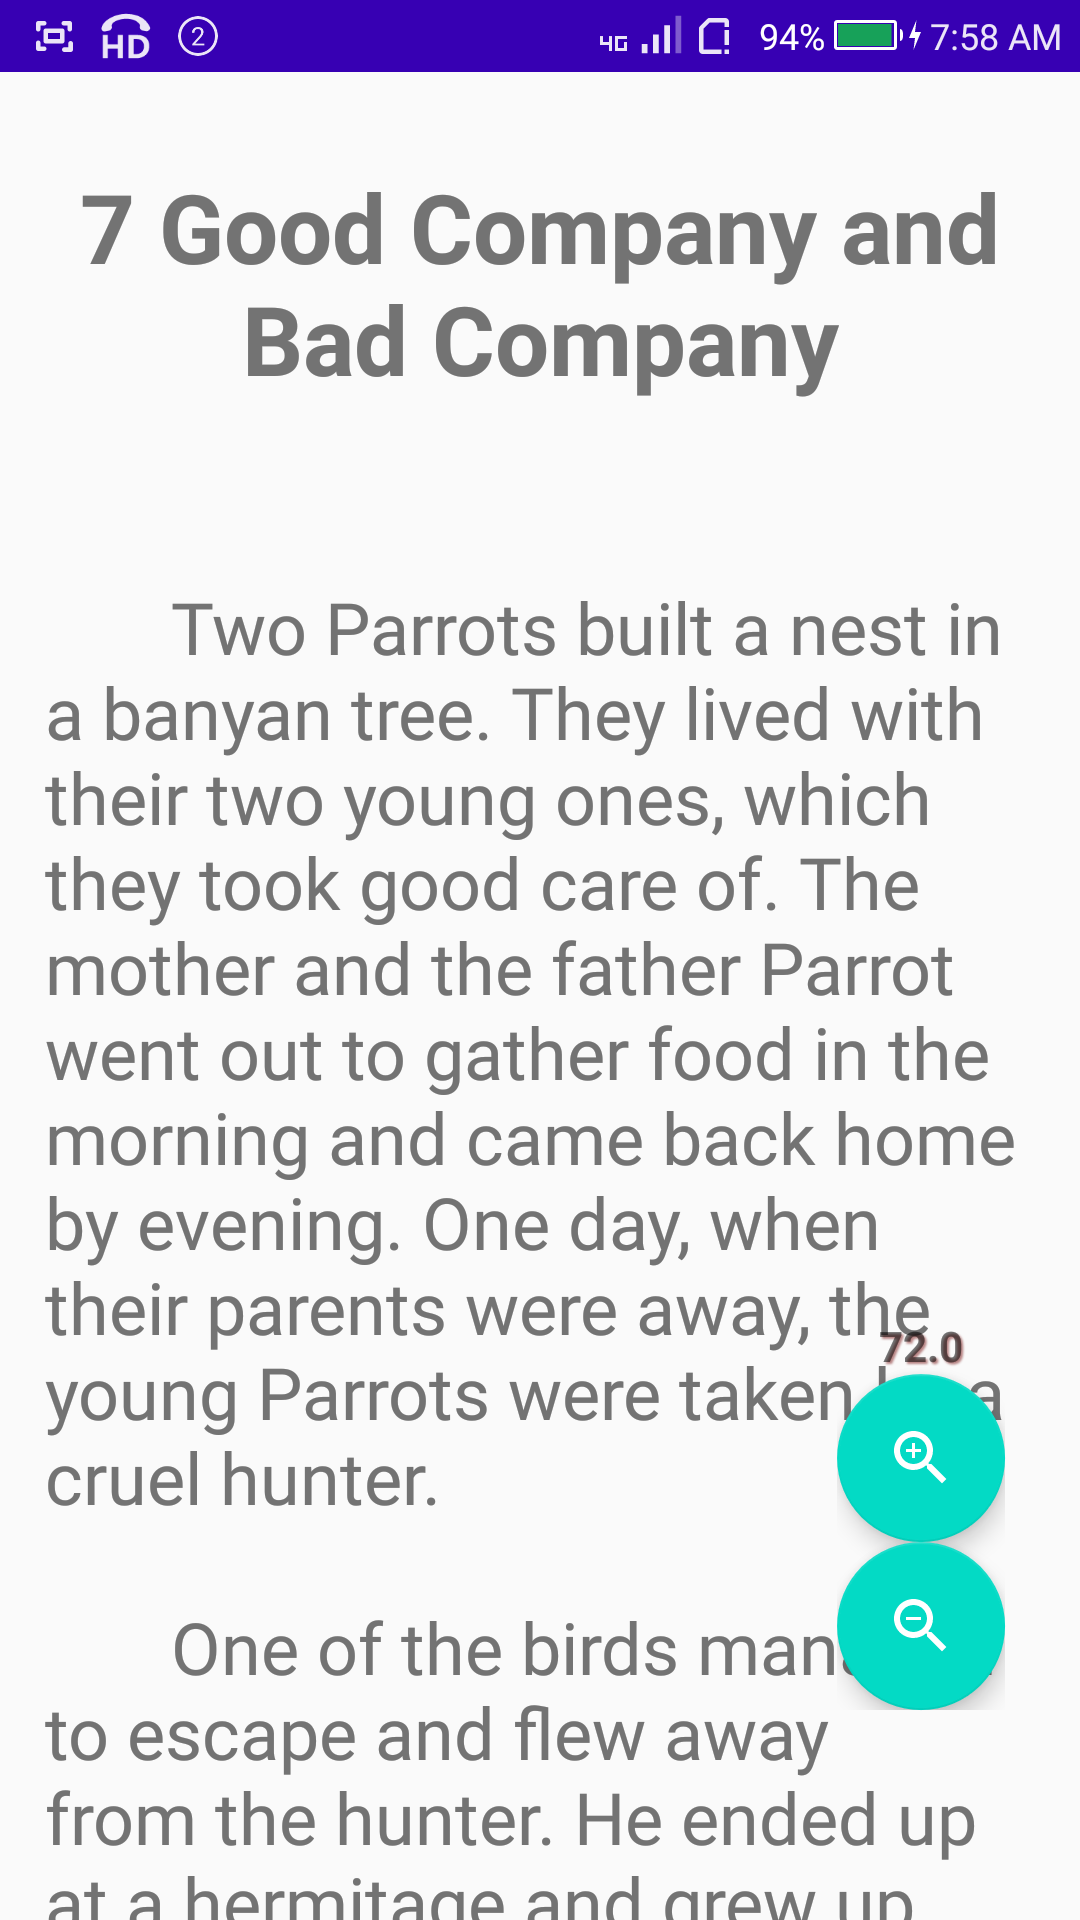 HD 2 4G 94% 7:58 AM
7 Good Company and
Bad Company
Two Parrots built a nest in
a banyan tree. They lived with
their two young ones, which
they took good care of. The
mother and the father Parrot
went out to gather food in the
morning and came back home
by evening. One day, when
their parents were away, the
72.0
young Parrots were taken a
cruel hunter.
One of the birds
to escape and flew away
from the hunter. He ended up
at a hermitage and grew up